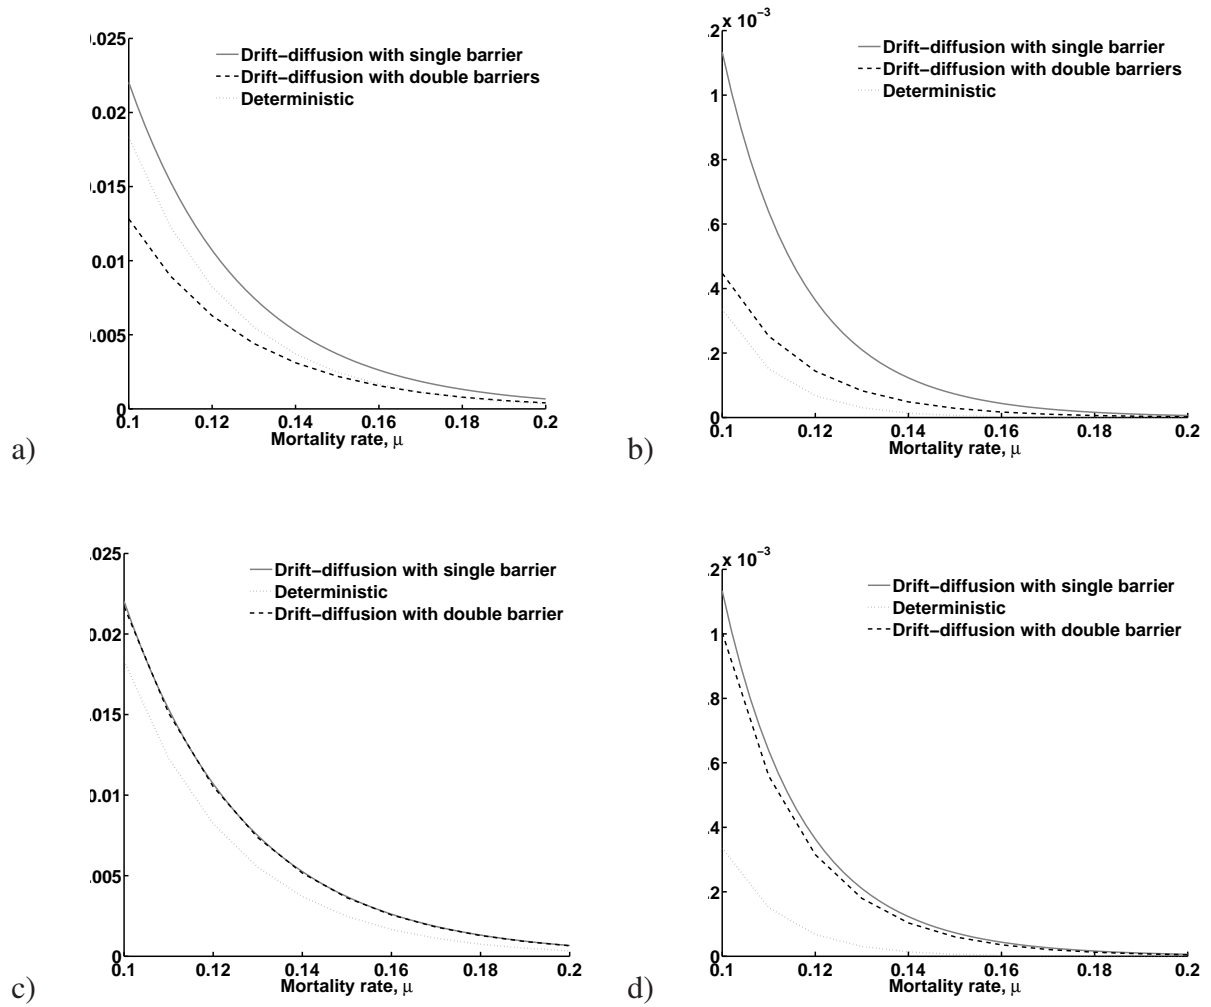 0.025
0.02
0.015
0.01
0.005
0
0.1 0.12 0.14 0.16 0.18 0.2
Mortality rate, μ
Drift−diffusion with single barrier
Drift−diffusion with double barriers
Deterministic
a)
x 10−3
.2
1
.8
.6
.4
.2
0
0.1 0.12 0.14 0.16 0.18 0.2
Mortality rate, μ
Drift−diffusion with single barrier
Drift−diffusion with double barriers
Deterministic
b)
.025
0.02
.015
0.01
.005
0
0.1 0.12 0.14 0.16 0.18 0.2
Mortality rate, μ
Drift−diffusion with single barrier
Deterministic
Drift−diffusion with double barrier
c)
x 10−3
.2
1
.8
.6
.4
.2
0
0.1 0.12 0.14 0.16 0.18 0.2
Mortality rate, μ
Drift−diffusion with single barrier
Deterministic
Drift−diffusion with double barrier
d)